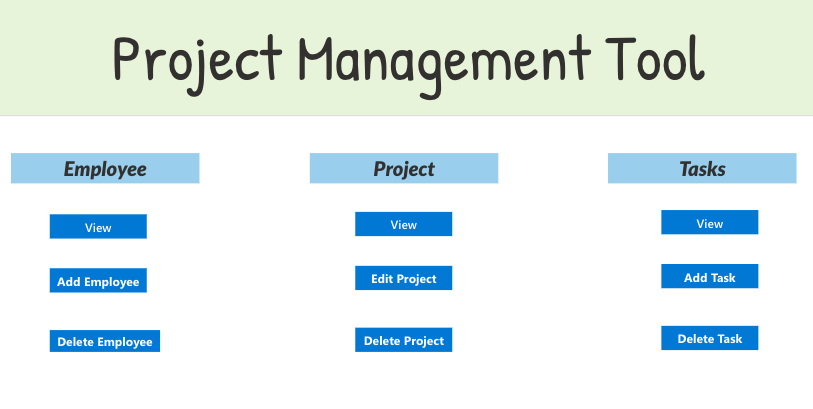 Project Management Tool
Employee
Project
Tasks
View
View
View
Add Employee
Edit Project
Add Task
Delete Employee
Delete Project
Delete Task